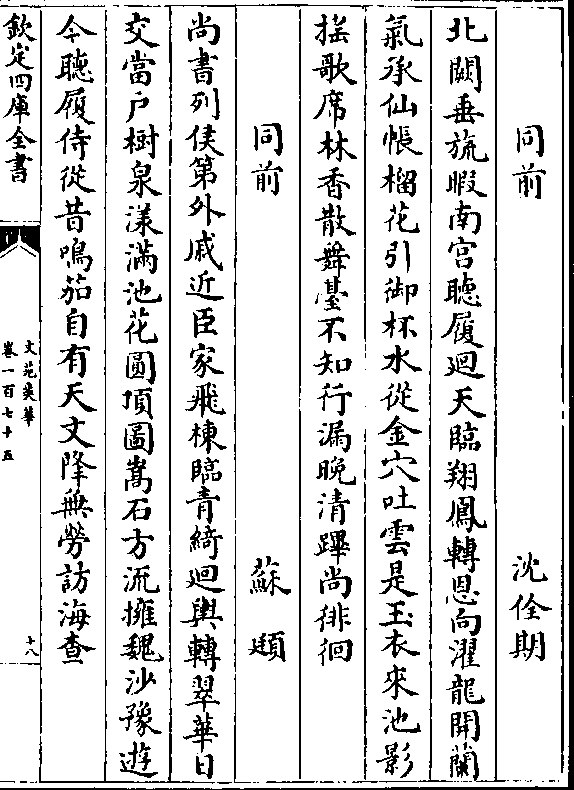 同前 沈佺期
北闕垂旒暇南宫聽履廻天臨翔鳳轉恩向濯龍開蘭
氣承仙帳榴花引御杯水從金穴吐雲是玉衣來池影
揺歌席林香散舞臺不知行漏晚清蹕尚徘徊
同前 蘇頲
尚書列侯第外戚近臣家飛棟臨青綺廻輿轉翠華日
交當户樹泉漾滿池花圓頂圖嵩石方流擁魏沙豫遊
今聽履侍從昔鳴笳自有天文降無勞訪海查
欽定四庫全書
文苑英華
卷一百七十五
十八